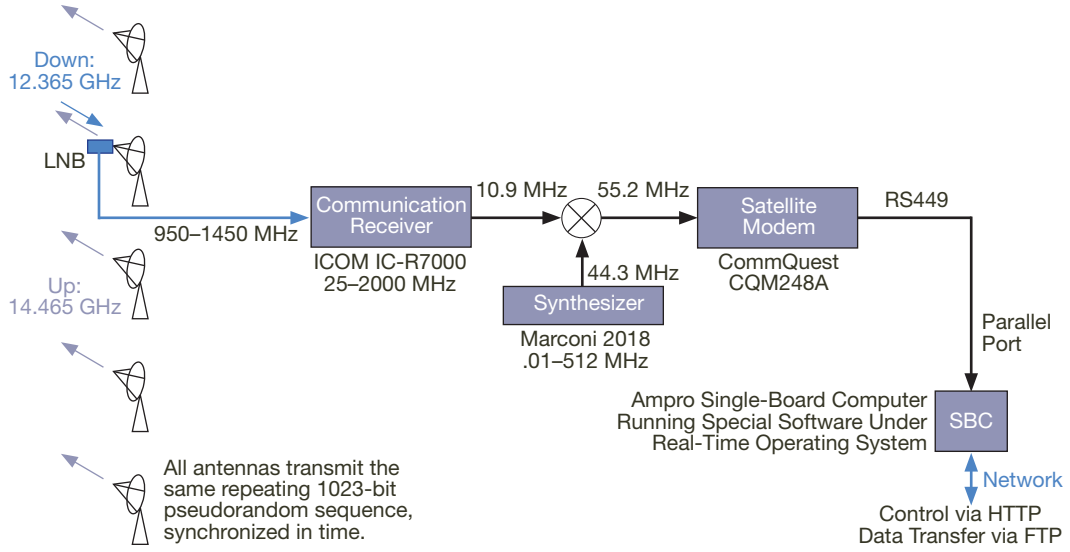 Down:
12.365 GHz
LNB
950–1450 MHz
Up:
14.465 GHz
Communication
Receiver
ICOM IC-R7000
25–2000 MHz
10.9 MHz
55.2 MHz
44.3 MHz
Synthesizer
Marconi 2018
.01–512 MHz
Satellite
Modem
CommQuest
CQM248A
RS449
Parallel
Port
Ampro Single-Board Computer
Running Special Software Under
Real-Time Operating System
SBC
Network
Control via HTTP
Data Transfer via FTP
All antennas transmit the
same repeating 1023-bit
pseudorandom sequence,
synchronized in time.